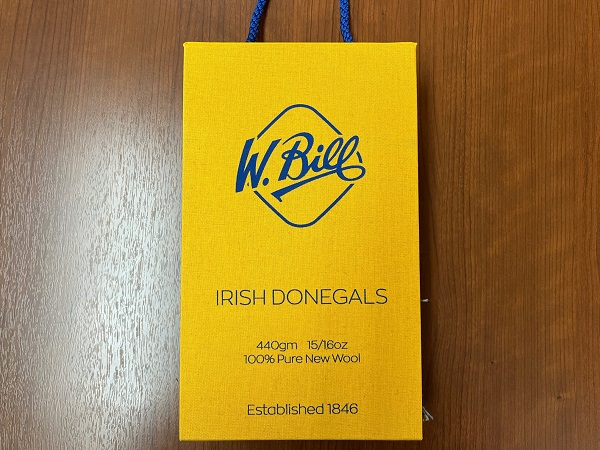 W. Bill
IRISH DONEGALS
440gm 15/16oz
100% Pure New Wool
Established 1846